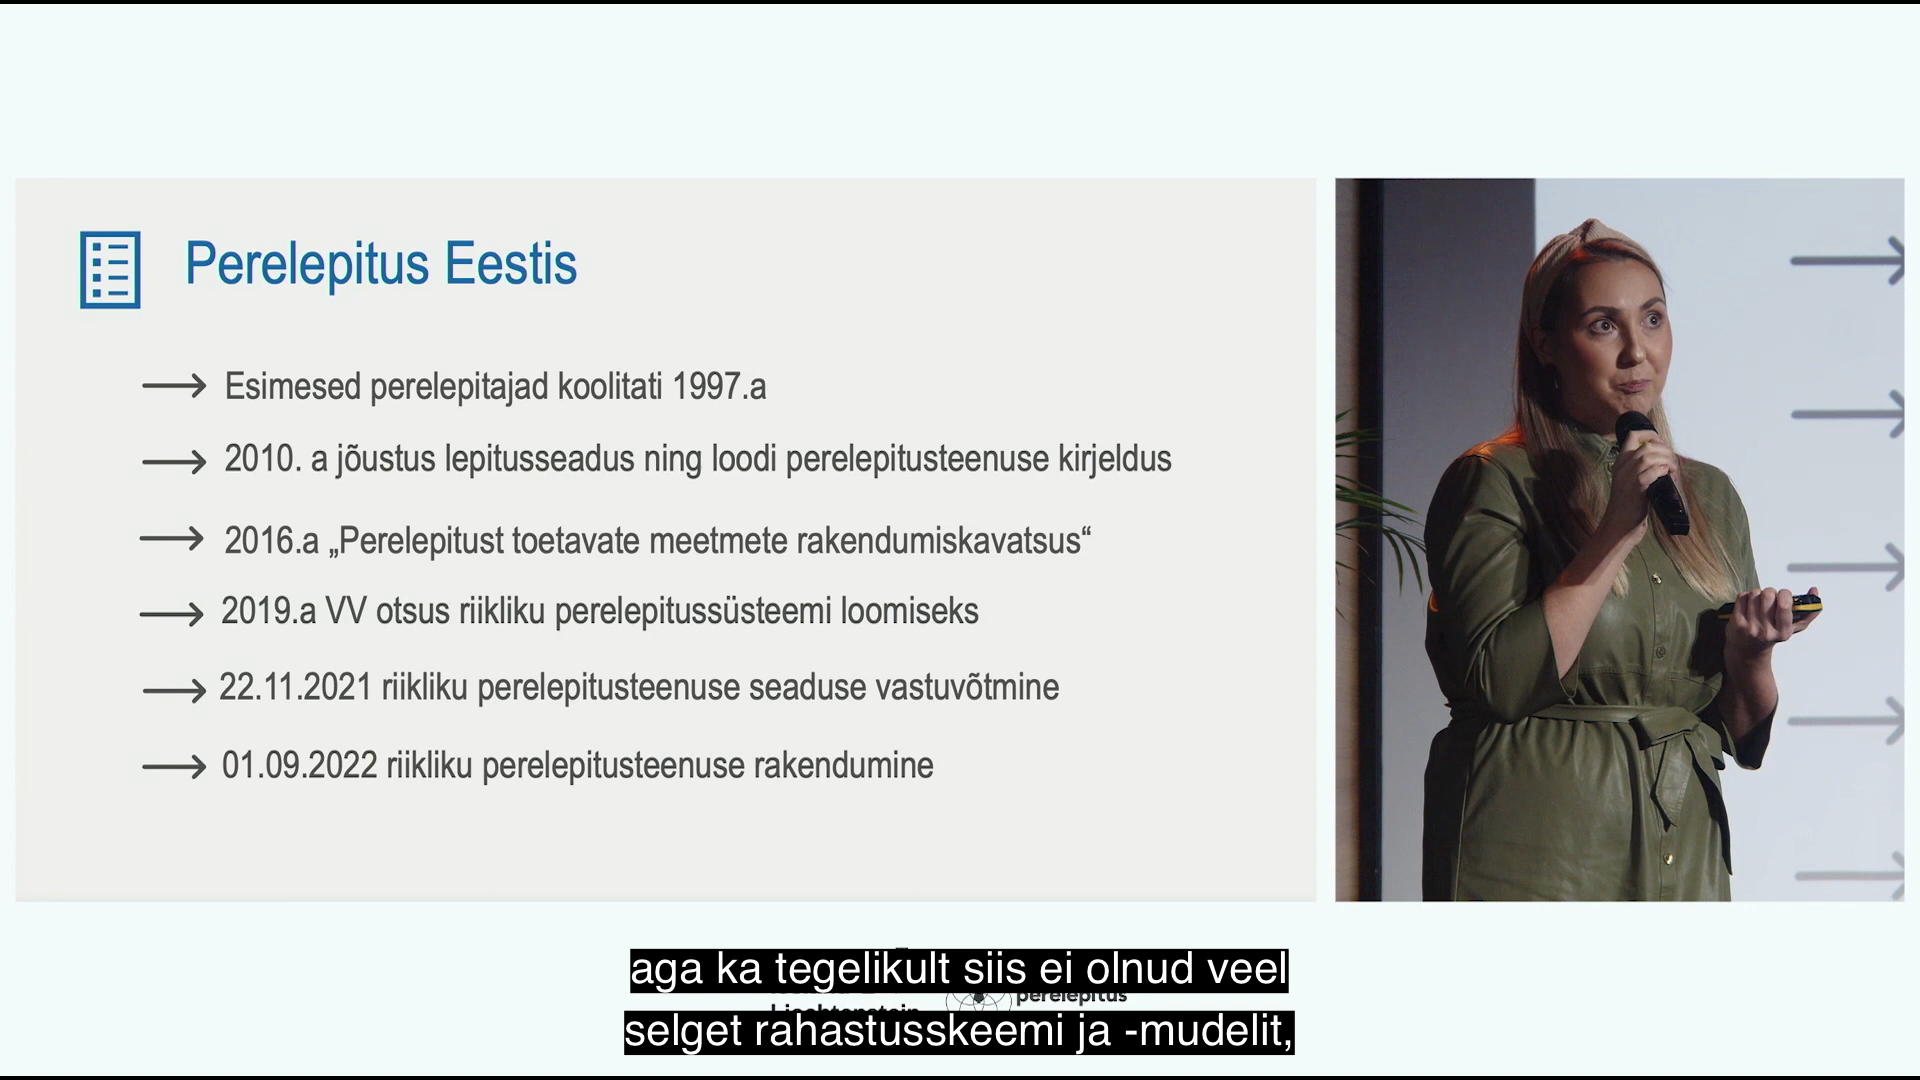 Perelepitus Eestis
Esimesed perelepitajad koolitati 1997.a
2010. a jõustus lepitusseadus ning loodi perelepitusteenuse kirjeldus
2016.a „Perelepitust toetavate meetmete rakendumiskavatsus“
2019.a VV otsus riikliku perelepitussüsteemi loomiseks
22.11.2021 riikliku perelepitusteenuse seaduse vastuvõtmine
01.09.2022 riikliku perelepitusteenuse rakendumine
aga ka tegelikult siis ei olnud veel
perelepitus
selget rahastusskeemi ja -mudelit,